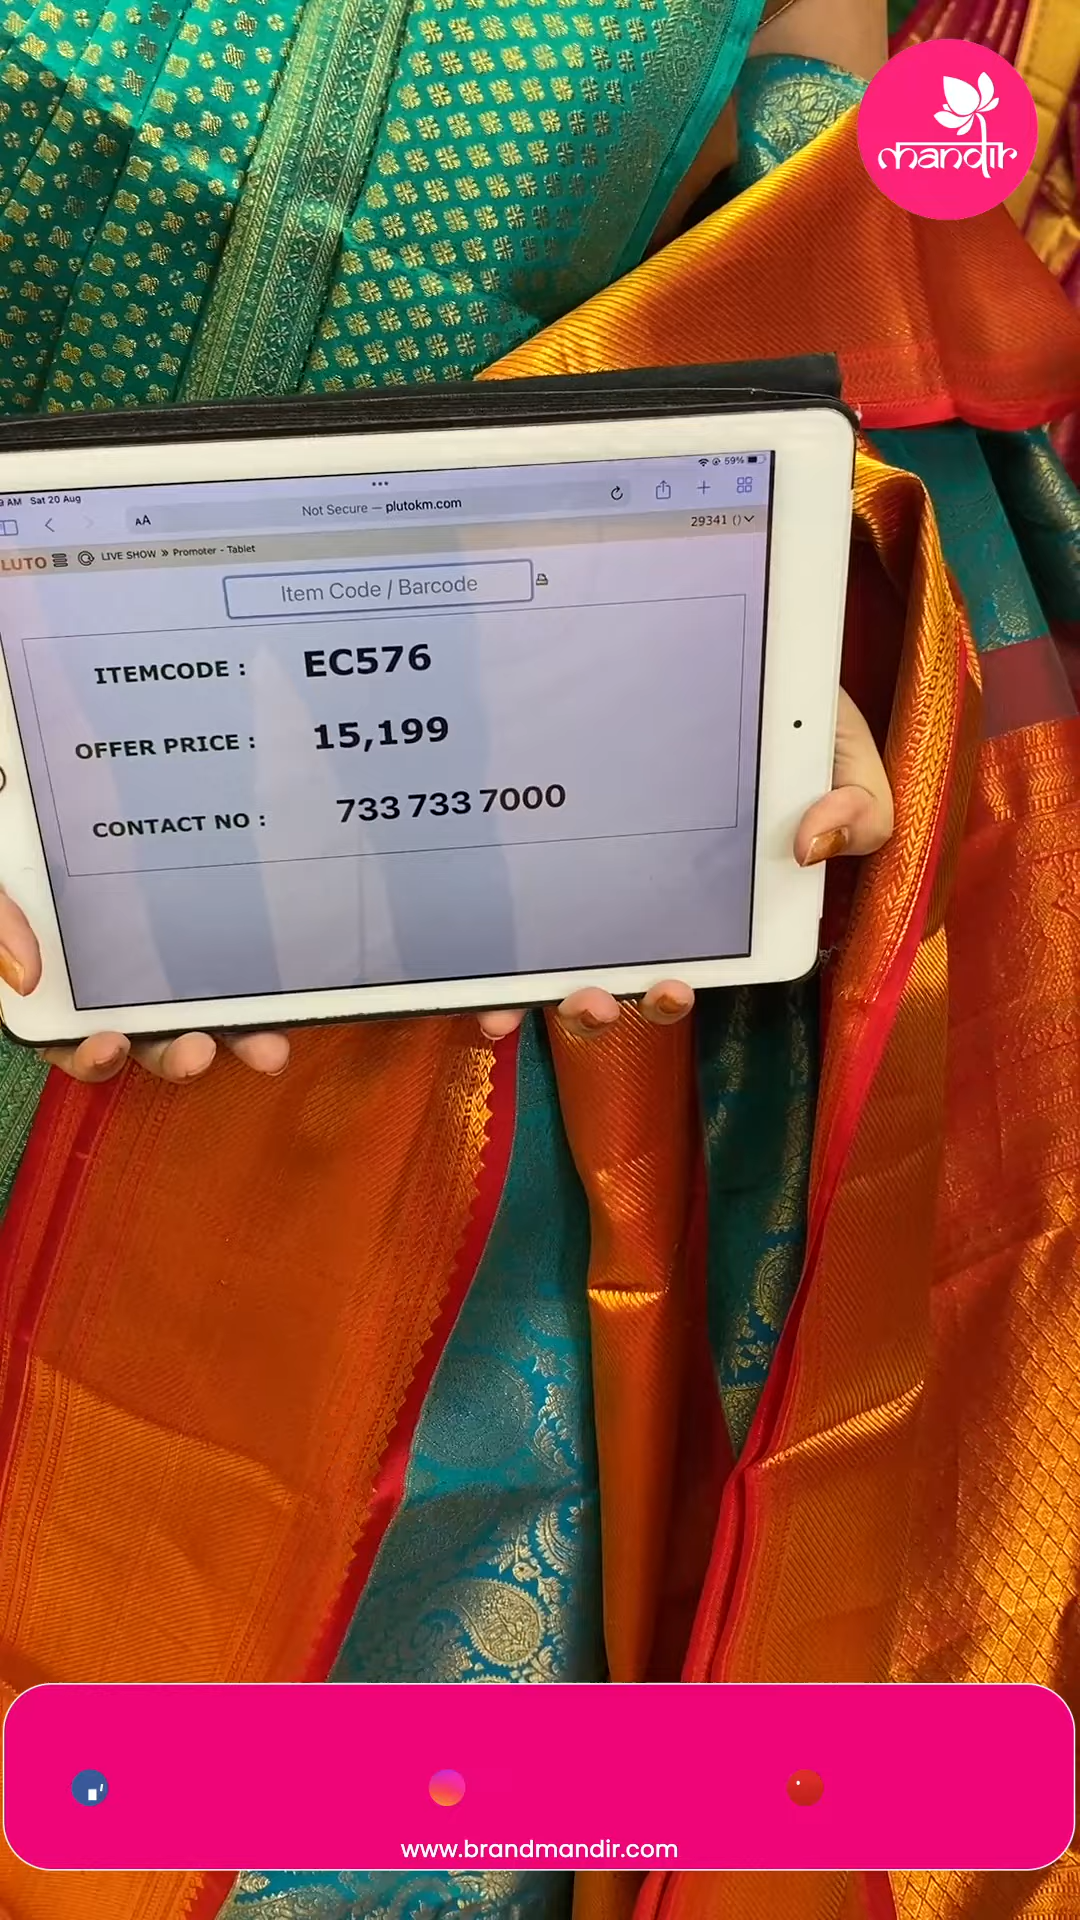 mandir
59%
AM Sat 20 Aug
AA
Not Secure — plutokm.com
29341 ()
LUTO
LIVE SHOW » Promoter - Tablet
Item Code / Barcode
ITEMCODE : EC576
OFFER PRICE : 15,199
CONTACT NO : 733 733 7000
www.brandmandir.com